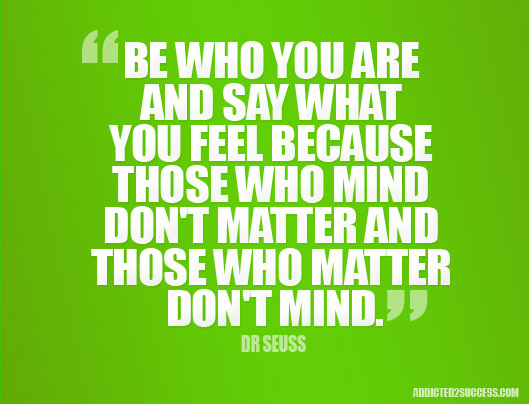 “BE WHO YOU ARE
AND SAY WHAT
YOU FEEL BECAUSE
THOSE WHO MIND
DON'T MATTER AND
THOSE WHO MATTER
DON'T MIND.”
DR SEUSS
ADDICTED2SUCCESS.COM